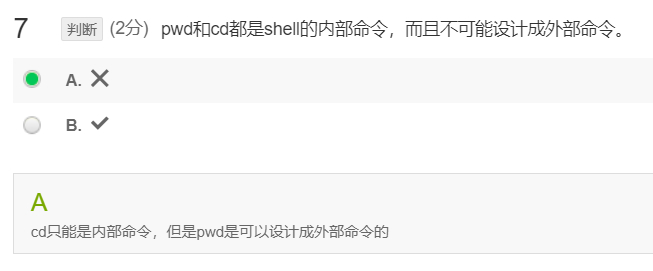 7 判断 (2分) pwd和cd都是shell的内部命令，而且不可能设计成外部命令。
A. ✕
B. ✓
A
cd只能是内部命令，但是pwd是可以设计成外部命令的